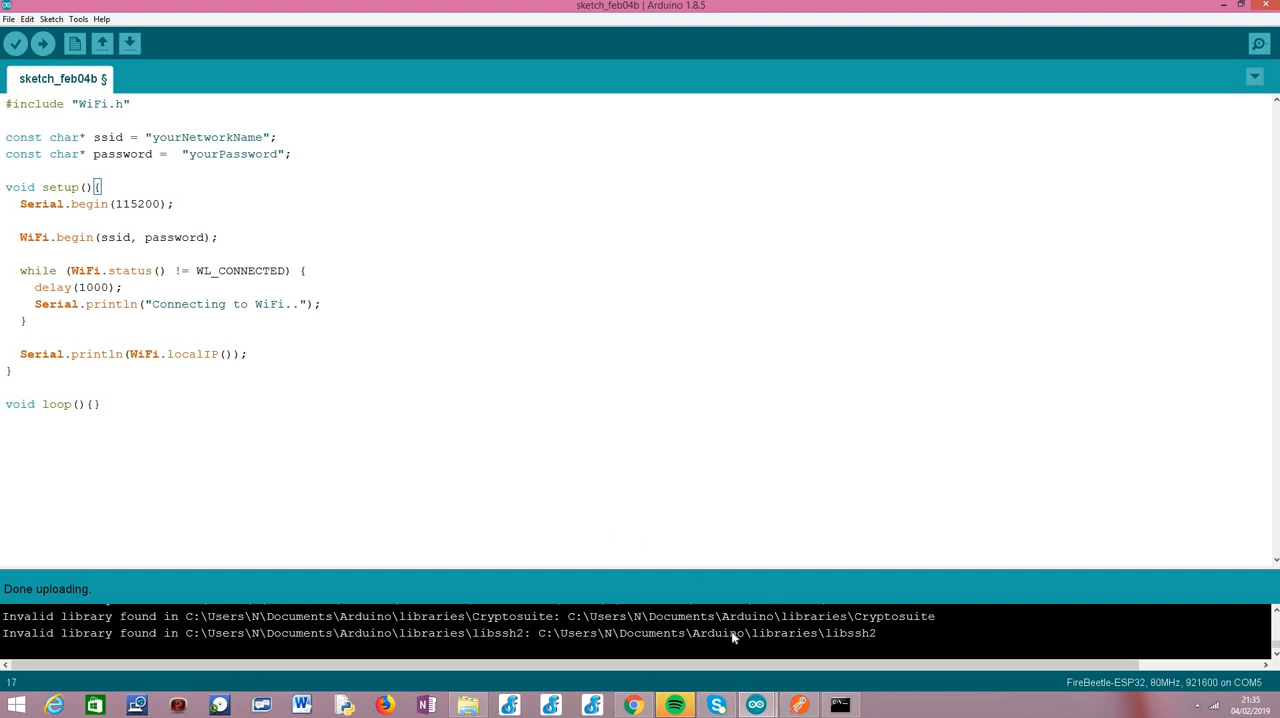 sketch_feb04b | Arduino 1.8.5
File Edit Sketch Tools Help
sketch_feb04b §
#include "WiFi.h"
const char* ssid = "yourNetworkName";
const char* password =  "yourPassword";
void setup(){
Serial.begin(115200);
WiFi.begin(ssid, password);
while (WiFi.status() != WL_CONNECTED) {
delay(1000);
Serial.println("Connecting to WiFi..");
}
Serial.println(WiFi.localIP());
}
void loop(){}
Done uploading.
Invalid library found in C:\Users\N\Documents\Arduino\libraries\Cryptosuite: C:\Users\N\Documents\Arduino\libraries\Cryptosuite
Invalid library found in C:\Users\N\Documents\Arduino\libraries\libssh2: C:\Users\N\Documents\Arduino\libraries\libssh2
17
FireBeetle-ESP32, 80MHz, 921600 on COM5
21:35
04/02/2019